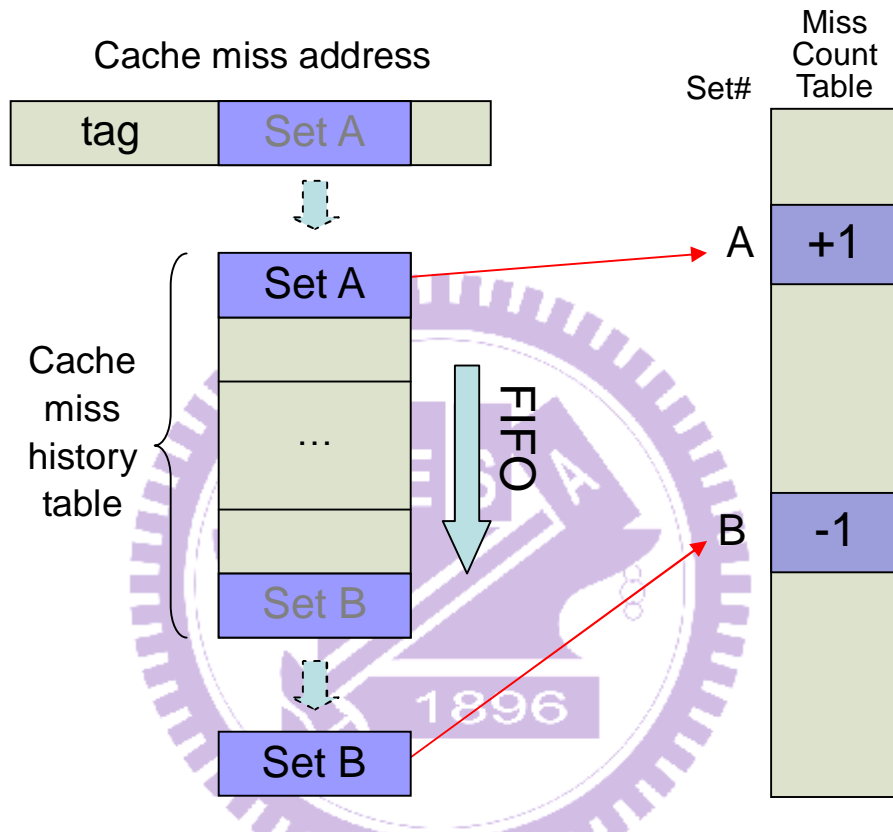 Cache miss address
Miss
Count
Table
Set#
tag
Set A
A
+1
Set A
Cache
miss
history
table
...
FIFO
B
-1
Set B
1896
Set B